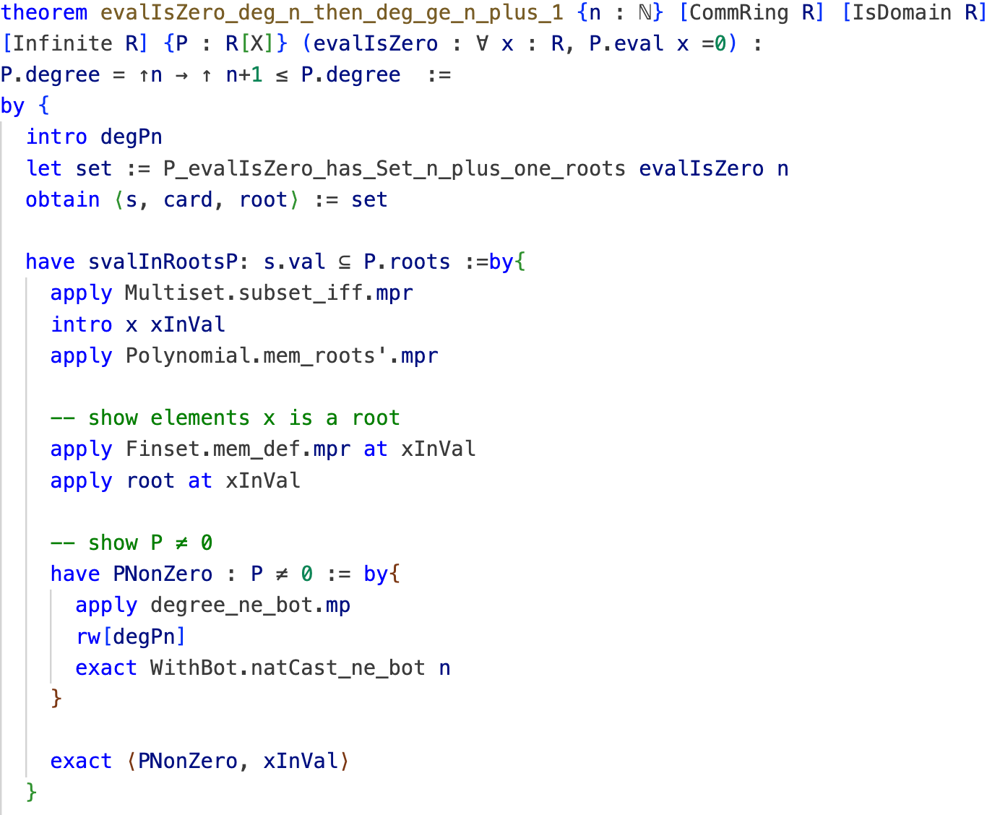 theorem evalIsZero_deg_n_then_deg_ge_n_plus_1 {n : ℕ} [CommRing R] [IsDomain R]
[Infinite R] {P : R[X]} (evalIsZero : ∀ x : R, P.eval x =0) :
P.degree = ↑n → ↑ n+1 ≤ P.degree  :=
by {
  intro degPn
  let set := P_evalIsZero_has_Set_n_plus_one_roots evalIsZero n
  obtain ⟨s, card, root⟩ := set

  have svalInRootsP: s.val ⊆ P.roots :=by{
    apply Multiset.subset_iff.mpr
    intro x xInVal
    apply Polynomial.mem_roots'.mpr

    -- show elements x is a root
    apply Finset.mem_def.mpr at xInVal
    apply root at xInVal

    -- show P ≠ 0
    have PNonZero : P ≠ 0 := by{
      apply degree_ne_bot.mp
      rw[degPn]
      exact WithBot.natCast_ne_bot n
    }

    exact ⟨PNonZero, xInVal⟩
  }